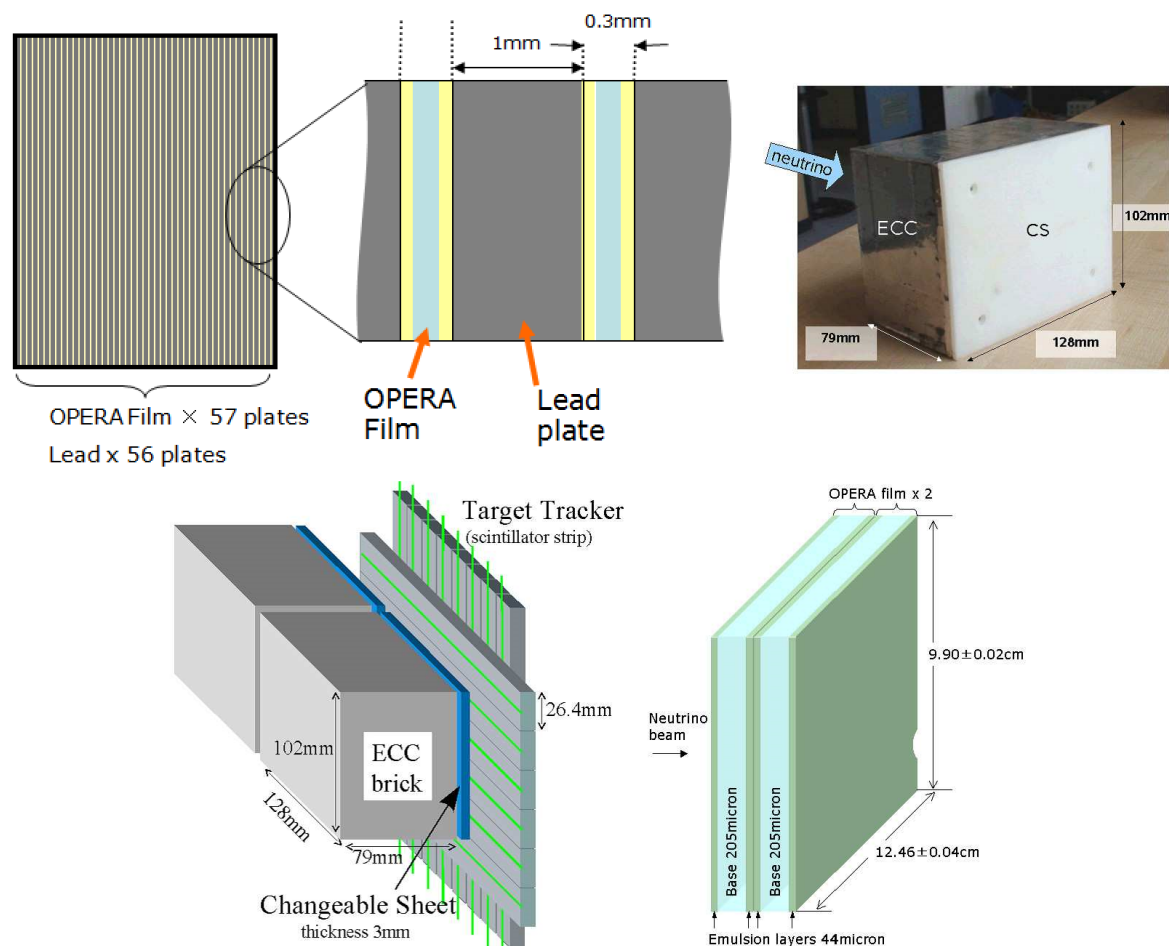 0.3mm
1mm
OPERA
Film
Lead
plate
OPERA Film × 57 plates
Lead x 56 plates
neutrino
ECC
CS
102mm
79mm
128mm
Target Tracker
(scintillator strip)
26.4mm
102mm
ECC
brick
128mm
79mm
Changeable Sheet
thickness 3mm
OPERA film x 2
9.90±0.02cm
Neutrino
beam
Base 205micron
Base 205micron
12.46±0.04cm
Emulsion layers 44micron